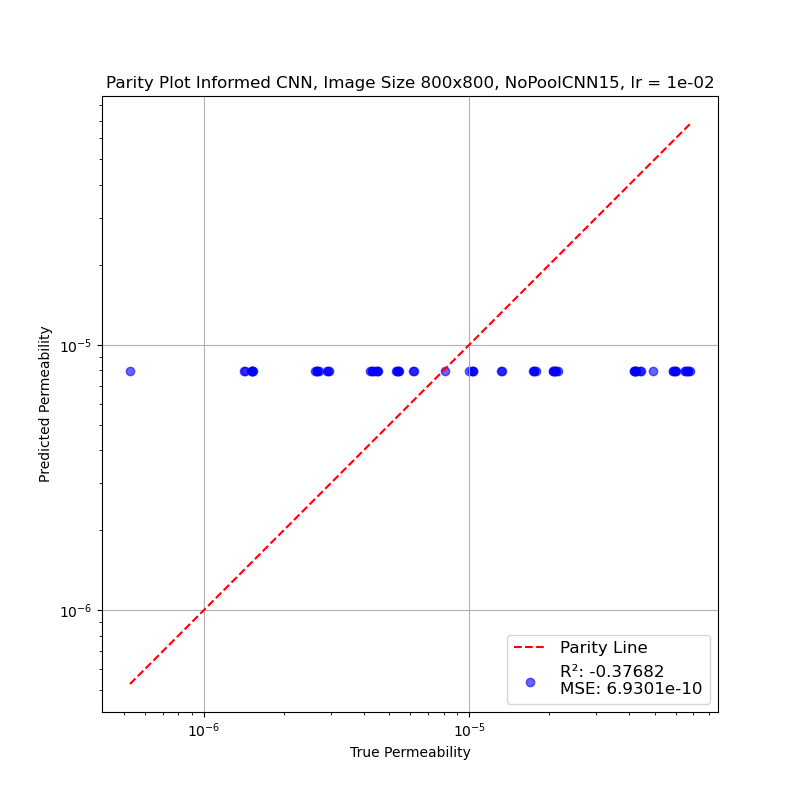 Parity Plot Informed CNN, Image Size 800x800, NoPoolCNN15, lr = 1e-02
Predicted Permeability
10⁻⁵
10⁻⁶
10⁻⁶
10⁻⁵
True Permeability
Parity Line
R²: -0.37682
MSE: 6.9301e-10